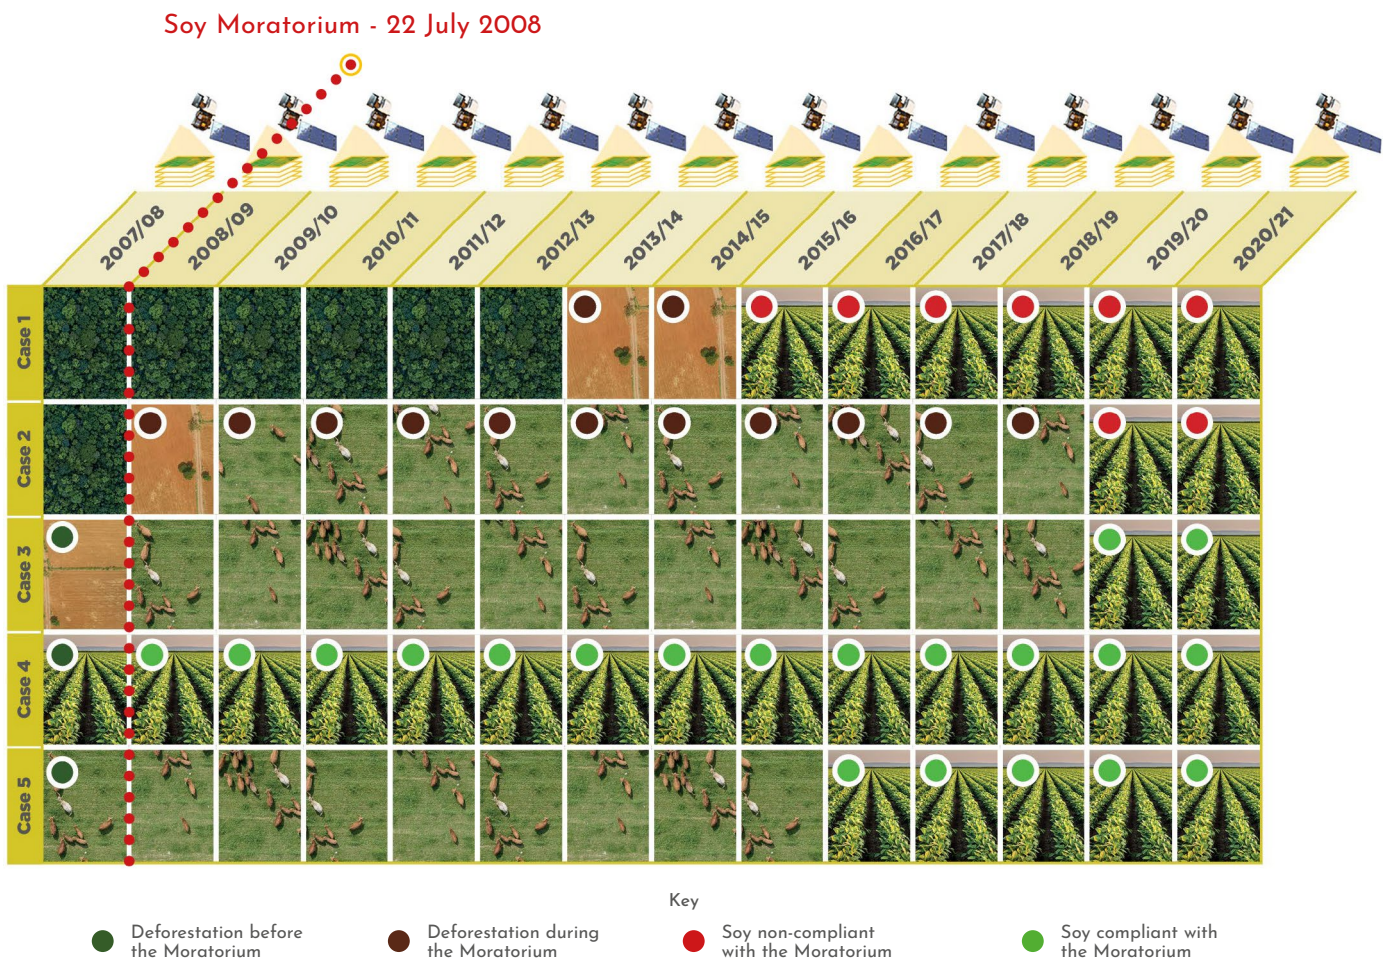 Soy Moratorium - 22 July 2008
2007/08
2008/09
2009/10
2010/11
2011/12
2012/13
2013/14
2014/15
2015/16
2016/17
2017/18
2018/19
2019/20
2020/21
Case 1
Case 2
Case 3
Case 4
Case 5
Key
Deforestation before
the Moratorium
Deforestation during
the Moratorium
Soy non-compliant
with the Moratorium
Soy compliant with
the Moratorium